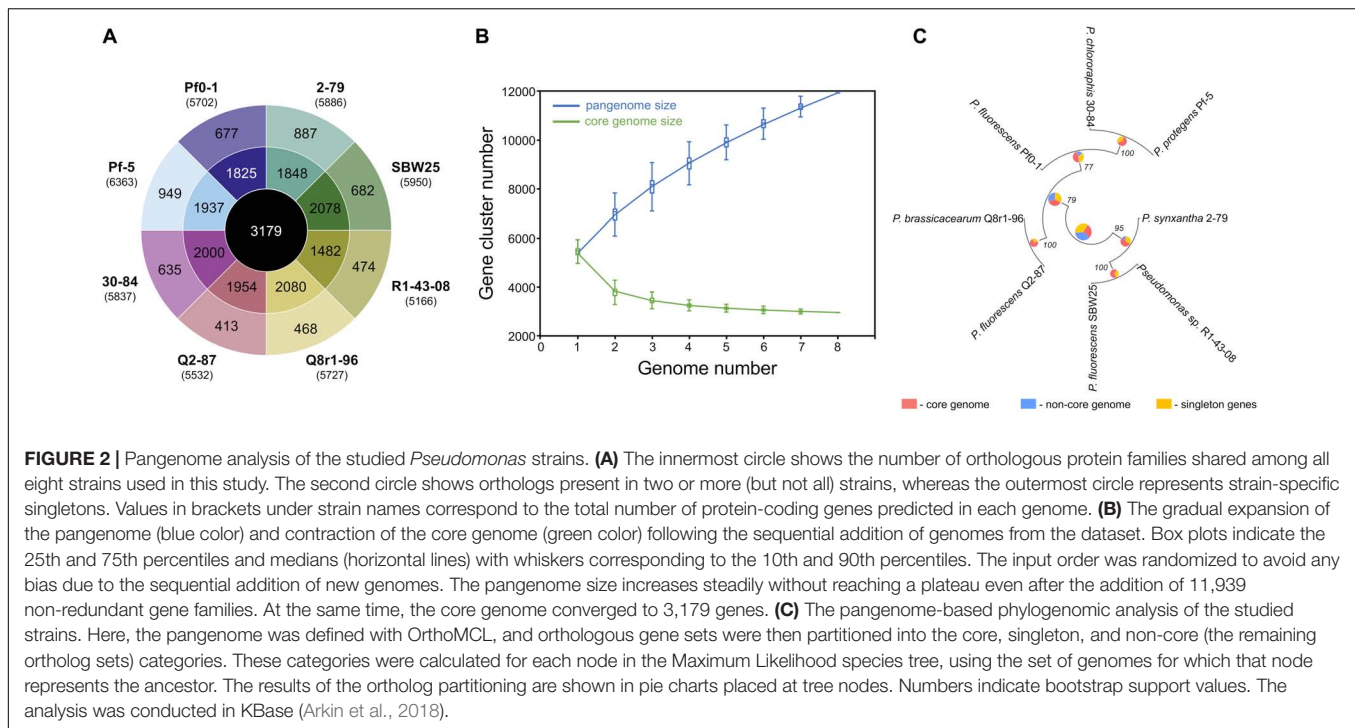 A
Pf0-1
(5702)
2-79
(5886)
677
887
Pf-5
(6363)
SBW25
(5950)
1825
1848
949
682
1937
2078
3179
2000
1482
635
474
30-84
(5837)
R1-43-08
(5166)
1954
2080
413
468
Q2-87
(5532)
Q8r1-96
(5727)
B
12000
10000
8000
6000
4000
2000
pangenome size
core genome size
Gene cluster number
0 1 2 3 4 5 6 7 8
Genome number
C
P. chlororaphis 30-84
P. protegens Pf-5
P. fluorescens Pf0-1
100
77
79
P. brassicacearum Q8r1-96
P. synxantha 2-79
95
100
100
P. fluorescens Q2-87
P. fluorescens SBW25
Pseudomonas sp. R1-43-08
- core genome - non-core genome - singleton genes
FIGURE 2 | Pangenome analysis of the studied Pseudomonas strains. (A) The innermost circle shows the number of orthologous protein families shared among all
eight strains used in this study. The second circle shows orthologs present in two or more (but not all) strains, whereas the outermost circle represents strain-specific
singletons. Values in brackets under strain names correspond to the total number of protein-coding genes predicted in each genome. (B) The gradual expansion of
the pangenome (blue color) and contraction of the core genome (green color) following the sequential addition of genomes from the dataset. Box plots indicate the
25th and 75th percentiles and medians (horizontal lines) with whiskers corresponding to the 10th and 90th percentiles. The input order was randomized to avoid any
bias due to the sequential addition of new genomes. The pangenome size increases steadily without reaching a plateau even after the addition of 11,939
non-redundant gene families. At the same time, the core genome converged to 3,179 genes. (C) The pangenome-based phylogenomic analysis of the studied
strains. Here, the pangenome was defined with OrthoMCL, and orthologous gene sets were then partitioned into the core, singleton, and non-core (the remaining
ortholog sets) categories. These categories were calculated for each node in the Maximum Likelihood species tree, using the set of genomes for which that node
represents the ancestor. The results of the ortholog partitioning are shown in pie charts placed at tree nodes. Numbers indicate bootstrap support values. The
analysis was conducted in KBase (Arkin et al., 2018).